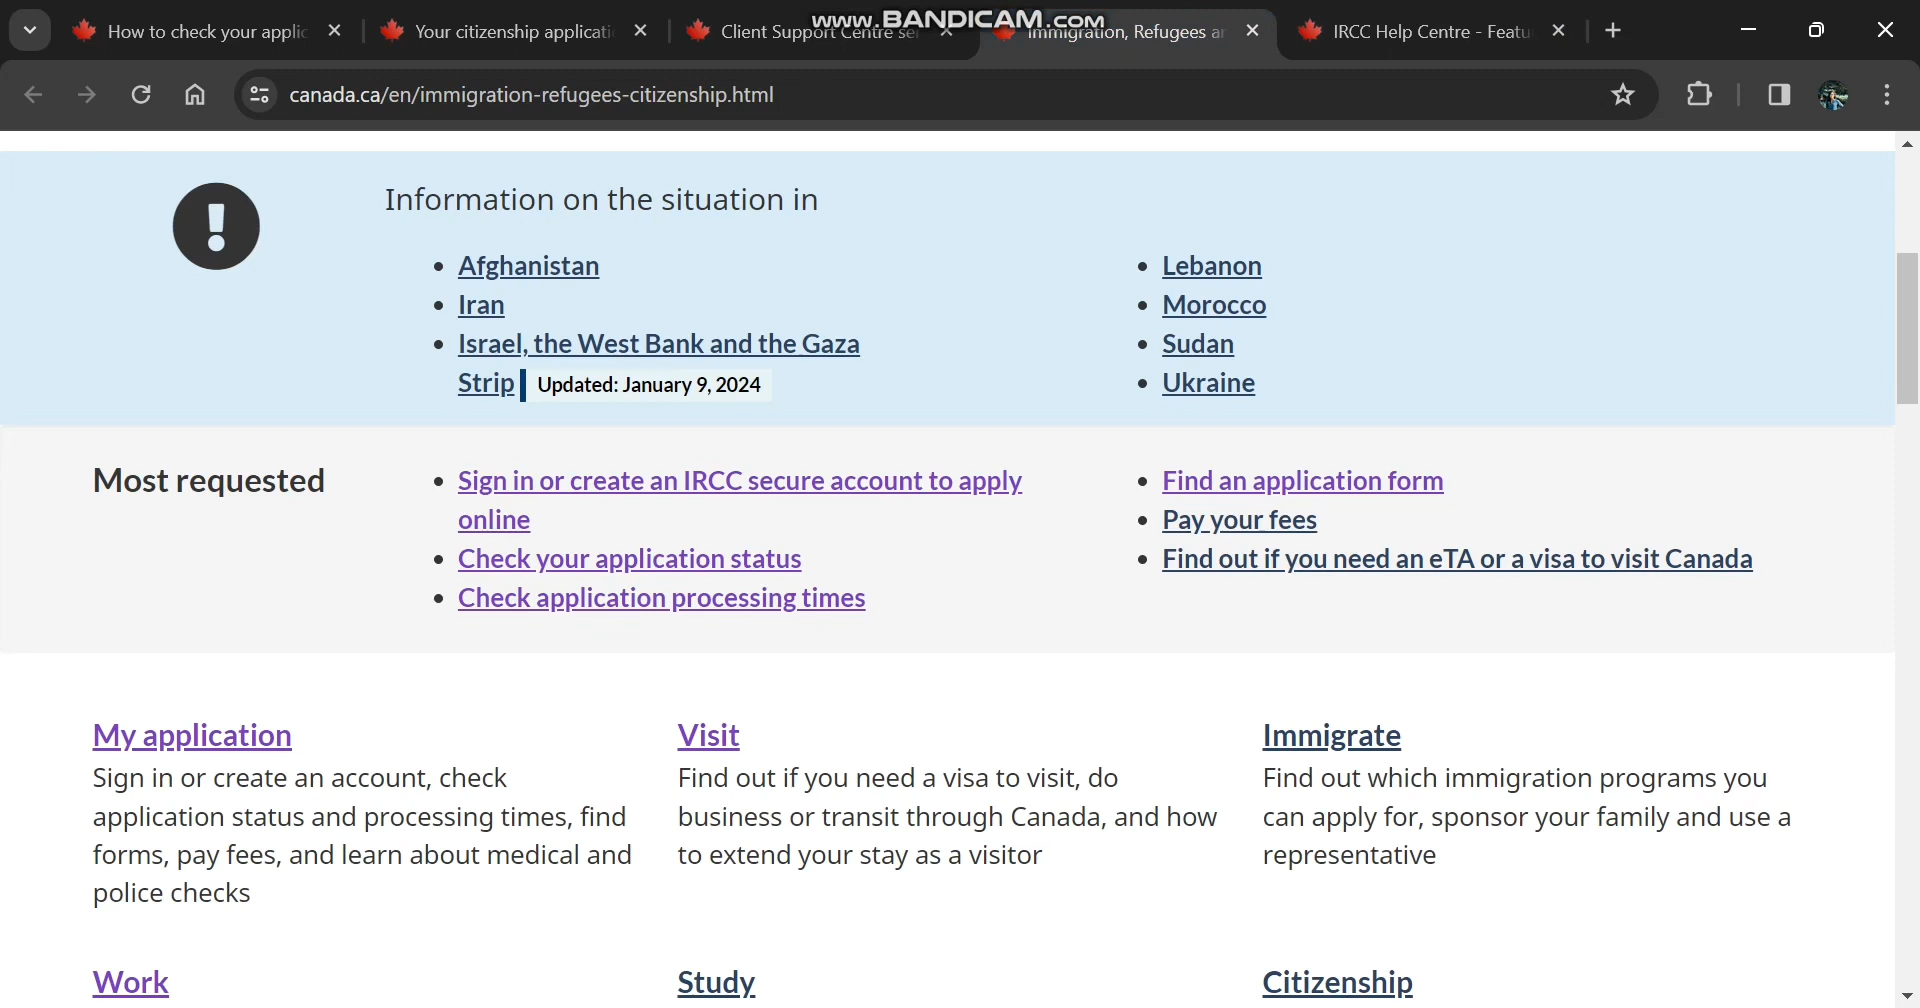 How to check your applic
Your citizenship applicati
Client Support Centre se
Immigration, Refugees ar
IRCC Help Centre - Featu
www.BANDICAM.com
canada.ca/en/immigration-refugees-citizenship.html
Information on the situation in
Afghanistan
Iran
Israel, the West Bank and the Gaza
Strip Updated: January 9, 2024
Lebanon
Morocco
Sudan
Ukraine
Most requested
Sign in or create an IRCC secure account to apply
online
Check your application status
Check application processing times
Find an application form
Pay your fees
Find out if you need an eTA or a visa to visit Canada
My application
Sign in or create an account, check
application status and processing times, find
forms, pay fees, and learn about medical and
police checks
Visit
Find out if you need a visa to visit, do
business or transit through Canada, and how
to extend your stay as a visitor
Immigrate
Find out which immigration programs you
can apply for, sponsor your family and use a
representative
Work
Study
Citizenship